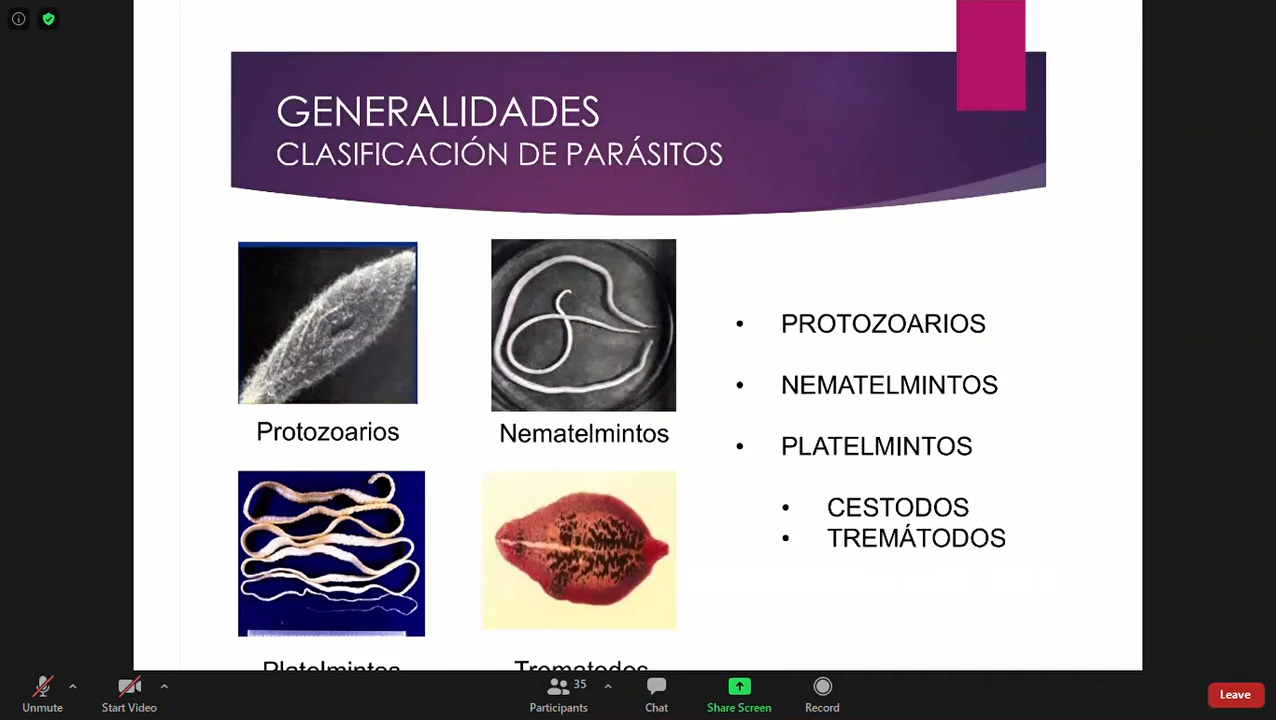 GENERALIDADES
CLASIFICACIÓN DE PARÁSITOS
Protozoarios
Nematelmintos
• PROTOZOARIOS
• NEMATELMINTOS
• PLATELMINTOS
• CESTODOS
• TREMÁTODOS
Platelmintos
Trematodos
Unmute
Start Video
35
Participants
Chat
Share Screen
Record
Leave